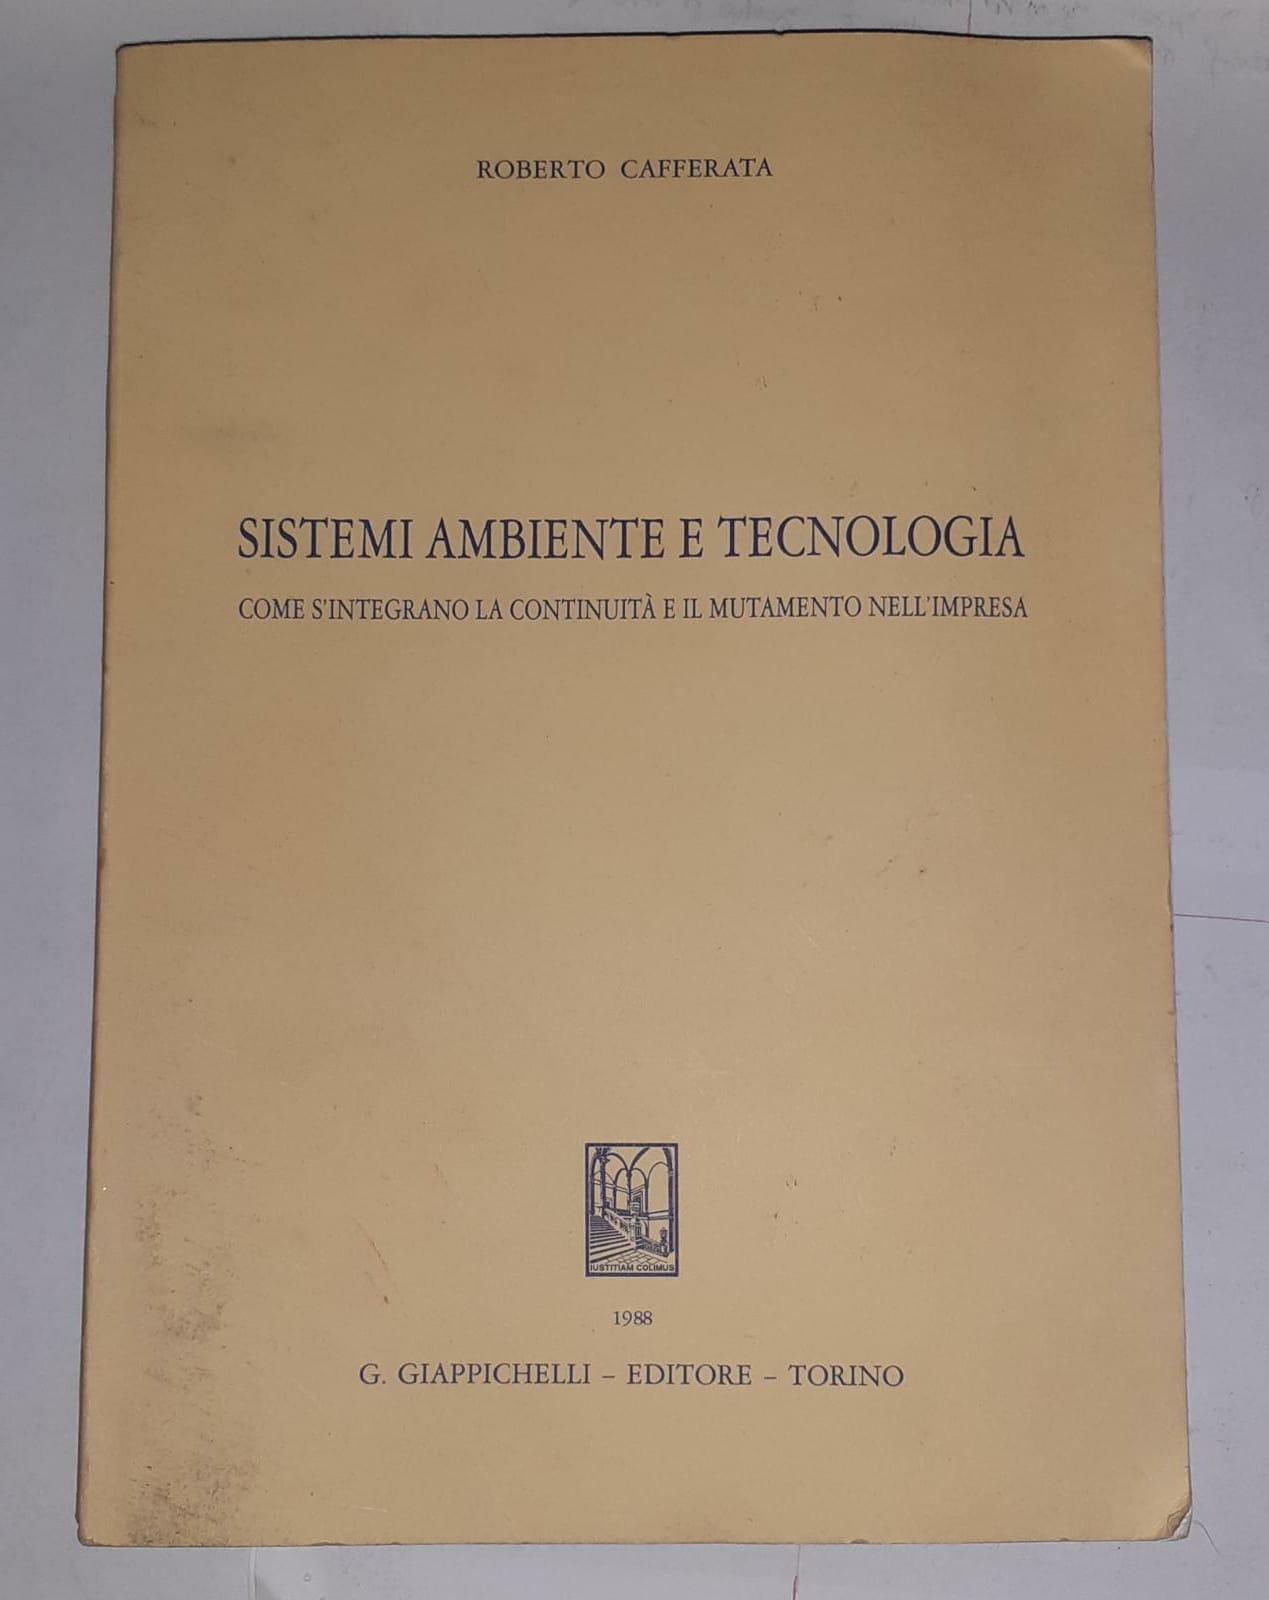 ROBERTO CAFFERATA
SISTEMI AMBIENTE E TECNOLOGIA
COME S'INTEGRANO LA CONTINUITÀ E IL MUTAMENTO NELL'IMPRESA
IUSTITIAM COLIMUS
1988
G. GIAPPICHELLI – EDITORE – TORINO